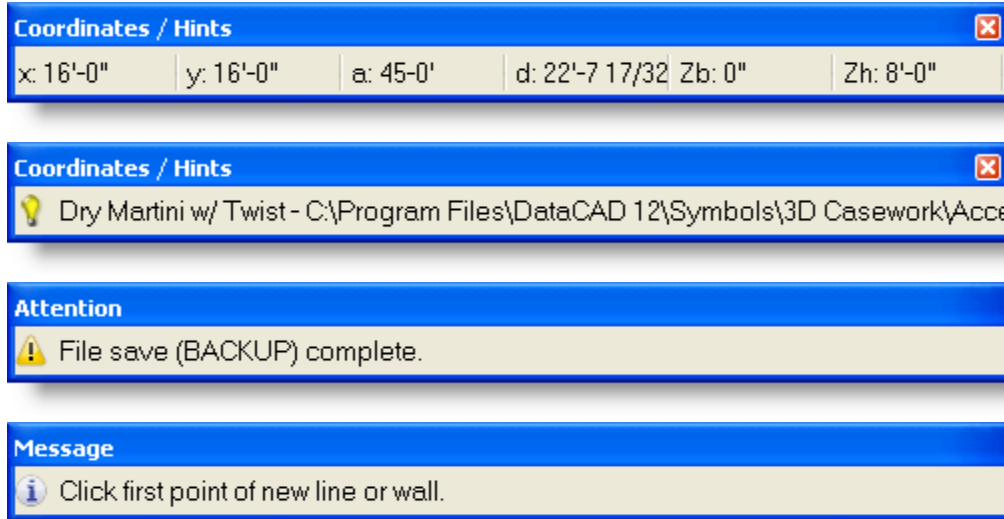 Coordinates / Hints
x: 16'-0" y: 16'-0" a: 45-0' d: 22'-7 17/32 Zb: 0" Zh: 8'-0"
Coordinates / Hints
Dry Martini w/ Twist - C:\Program Files\DataCAD 12\Symbols\3D Casework\Acce
Attention
File save (BACKUP) complete.
Message
Click first point of new line or wall.